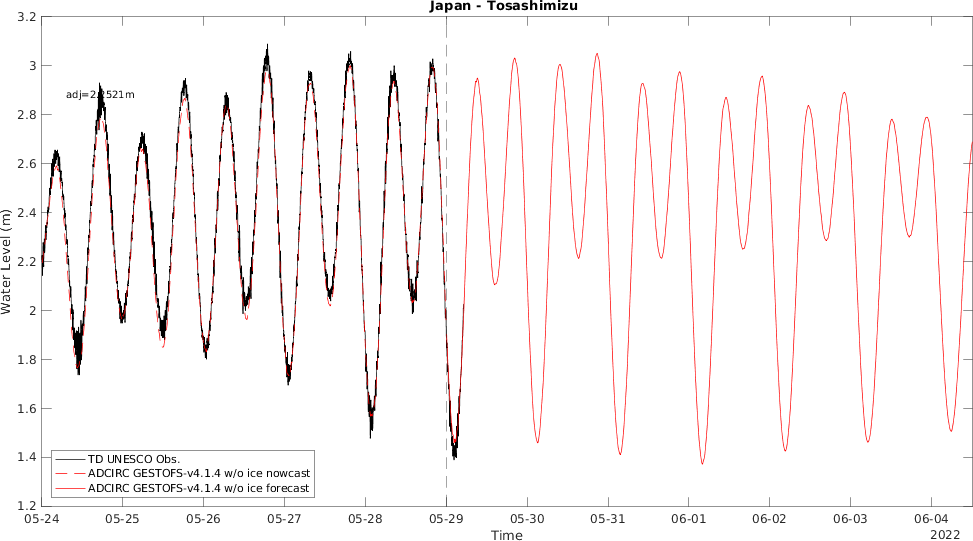 Japan - Tosashimizu
3.2
3
2.8
2.6
2.4
2.2
2
1.8
1.6
1.4
1.2
Water Level (m)
TD UNESCO Obs.
ADCIRC GESTOFS-v4.1.4 w/o ice nowcast
ADCIRC GESTOFS-v4.1.4 w/o ice forecast
05-24 05-25 05-26 05-27 05-28 05-29 05-30 05-31 06-01 06-02 06-03 06-04
2022
Time